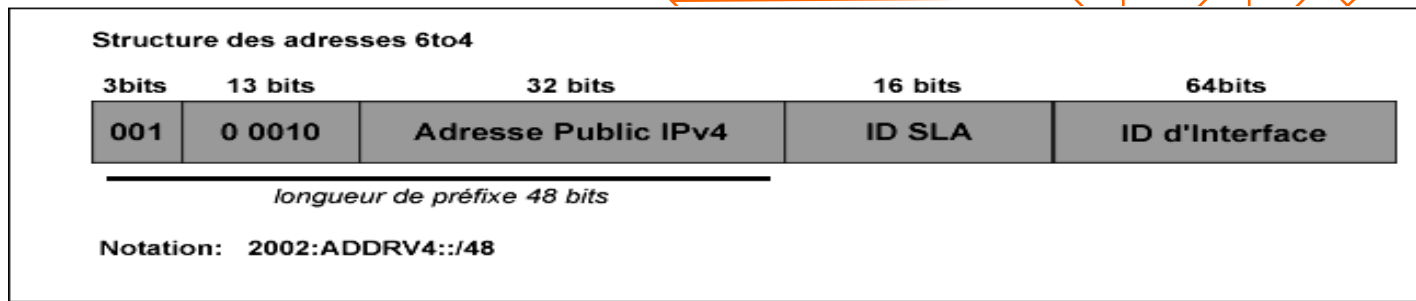 Structure des adresses 6to4
3bits 13 bits 32 bits 16 bits 64bits
001 0 0010 Adresse Public IPv4 ID SLA ID d'Interface
longueur de préfixe 48 bits
Notation: 2002:ADDRV4::/48